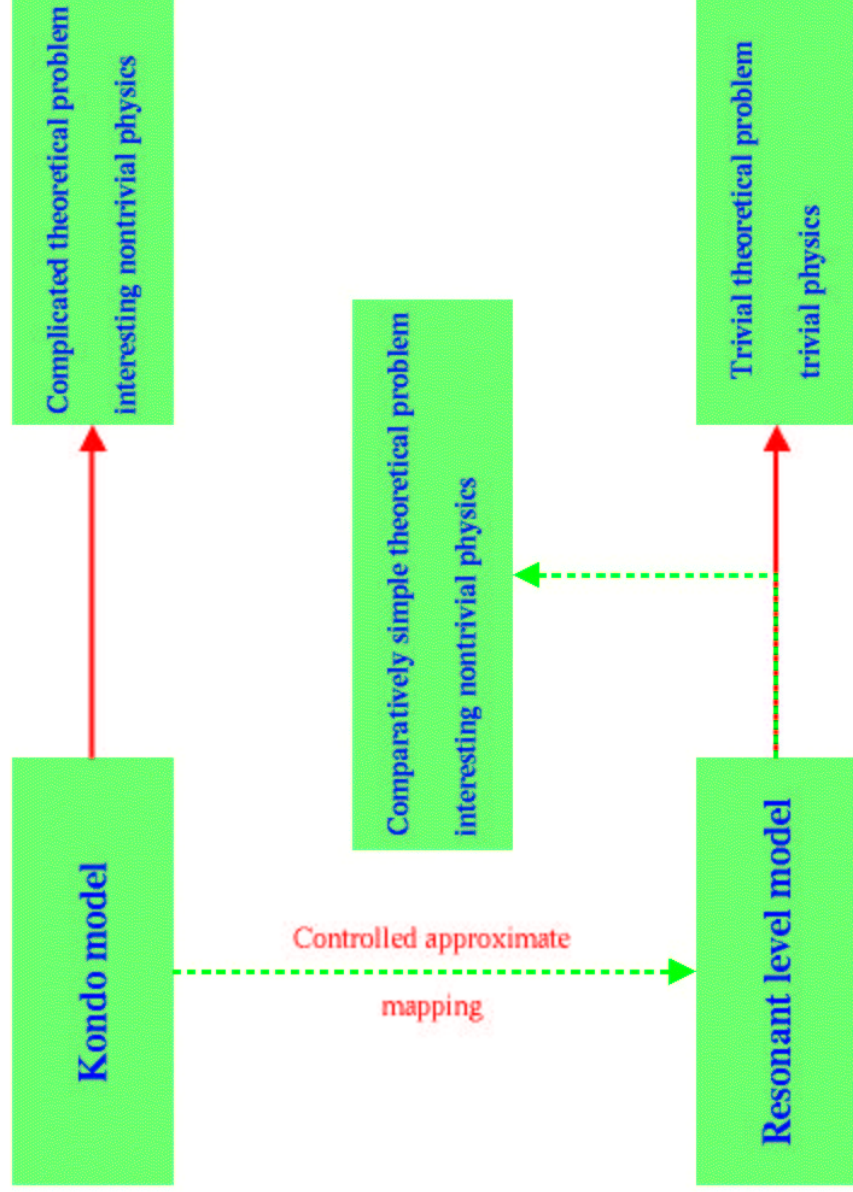 Complicated theoretical problem
interesting nontrivial physics
Trivial theoretical problem
trivial physics
Comparatively simple theoretical problem
interesting nontrivial physics
Kondo model
Controlled approximate
mapping
Resonant level model